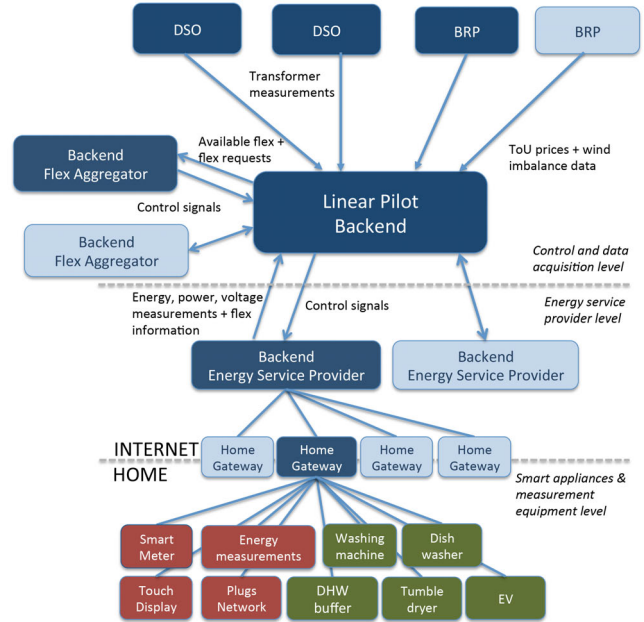 DSO
DSO
BRP
BRP
Transformer
measurements
Available flex +
flex requests
ToU prices + wind
imbalance data
Backend
Flex Aggregator
Linear Pilot
Backend
Control signals
Backend
Flex Aggregator
Control and data
acquisition level
Energy, power, voltage
measurements + flex
information
Control signals
Energy service
provider level
Backend
Energy Service Provider
Backend
Energy Service Provider
INTERNET
HOME
Home
Gateway
Home
Gateway
Home
Gateway
Home
Gateway
Smart appliances &
measurement
equipment level
Smart
Meter
Energy
measurements
Washing
machine
Dish
washer
Touch
Display
Plugs
Network
DHW
buffer
Tumble
dryer
EV